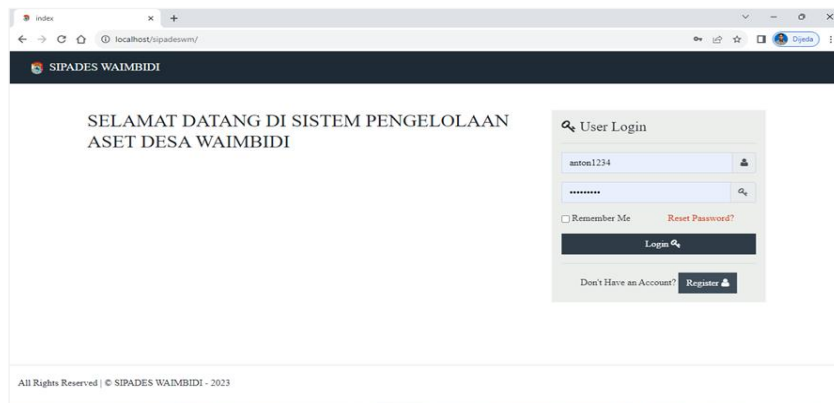 index
localhost/sipadeswm/
Dijeda
SIPADES WAIMBIDI
SELAMAT DATANG DI SISTEM PENGELOLAAN
ASET DESA WAIMBIDI
User Login
anton1234
•••••••••
Remember Me Reset Password?
Login
Don't Have an Account? Register
All Rights Reserved | © SIPADES WAIMBIDI - 2023